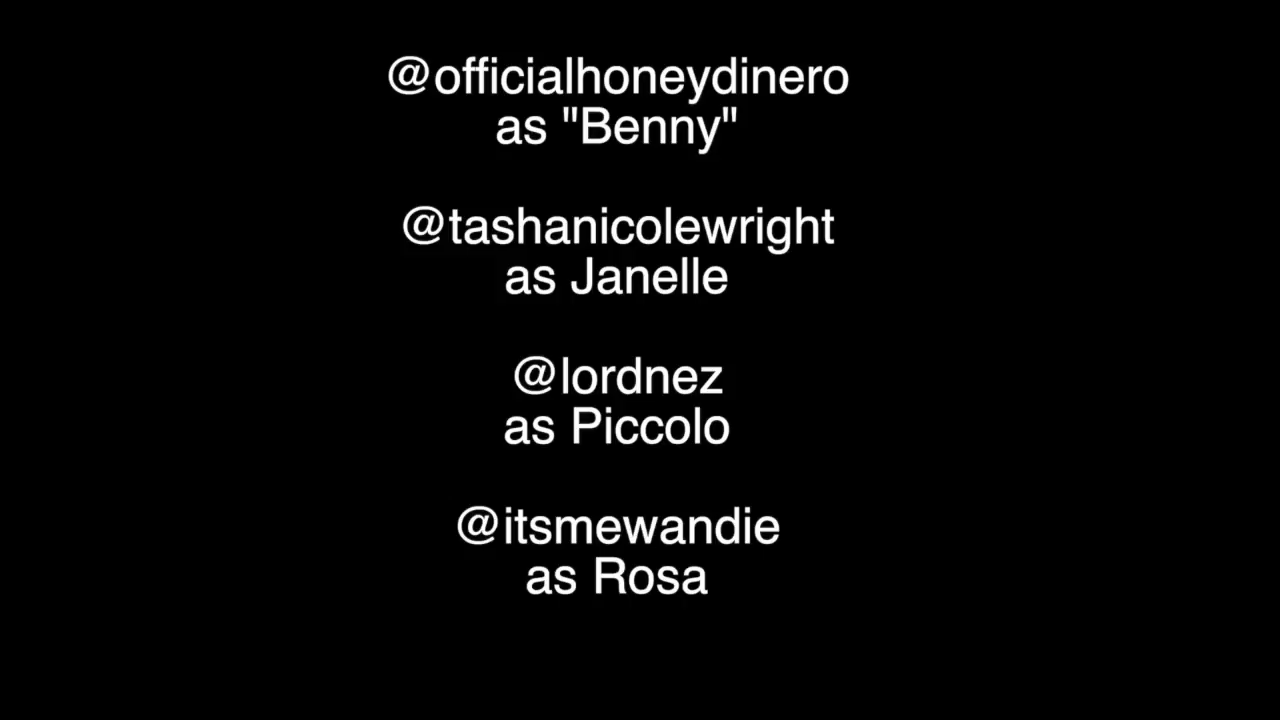 @officialhoneydinero
as "Benny"
@tashanicolewright
as Janelle
@lordnez
as Piccolo
@itsmewandie
as Rosa